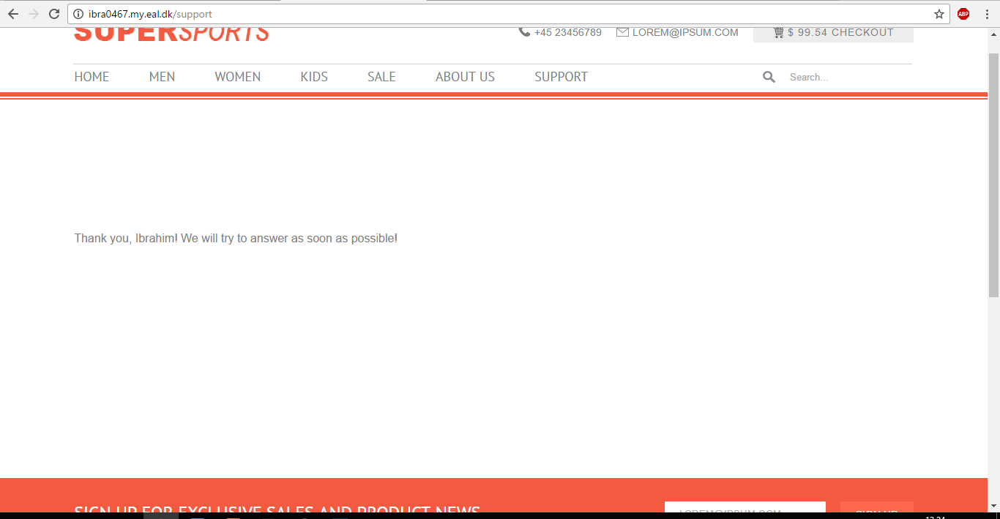 ibra0467.my.eal.dk/support
ABP
SUPERSPORTS
+45 23456789
LOREM@IPSUM.COM
$ 99.54 CHECKOUT
HOME MEN WOMEN KIDS SALE ABOUT US SUPPORT
Search...
Thank you, Ibrahim! We will try to answer as soon as possible!
SIGN UP FOR EXCLUSIVE SALES AND PRODUCT NEWS
LOREM@IPSUM.COM
SIGN UP